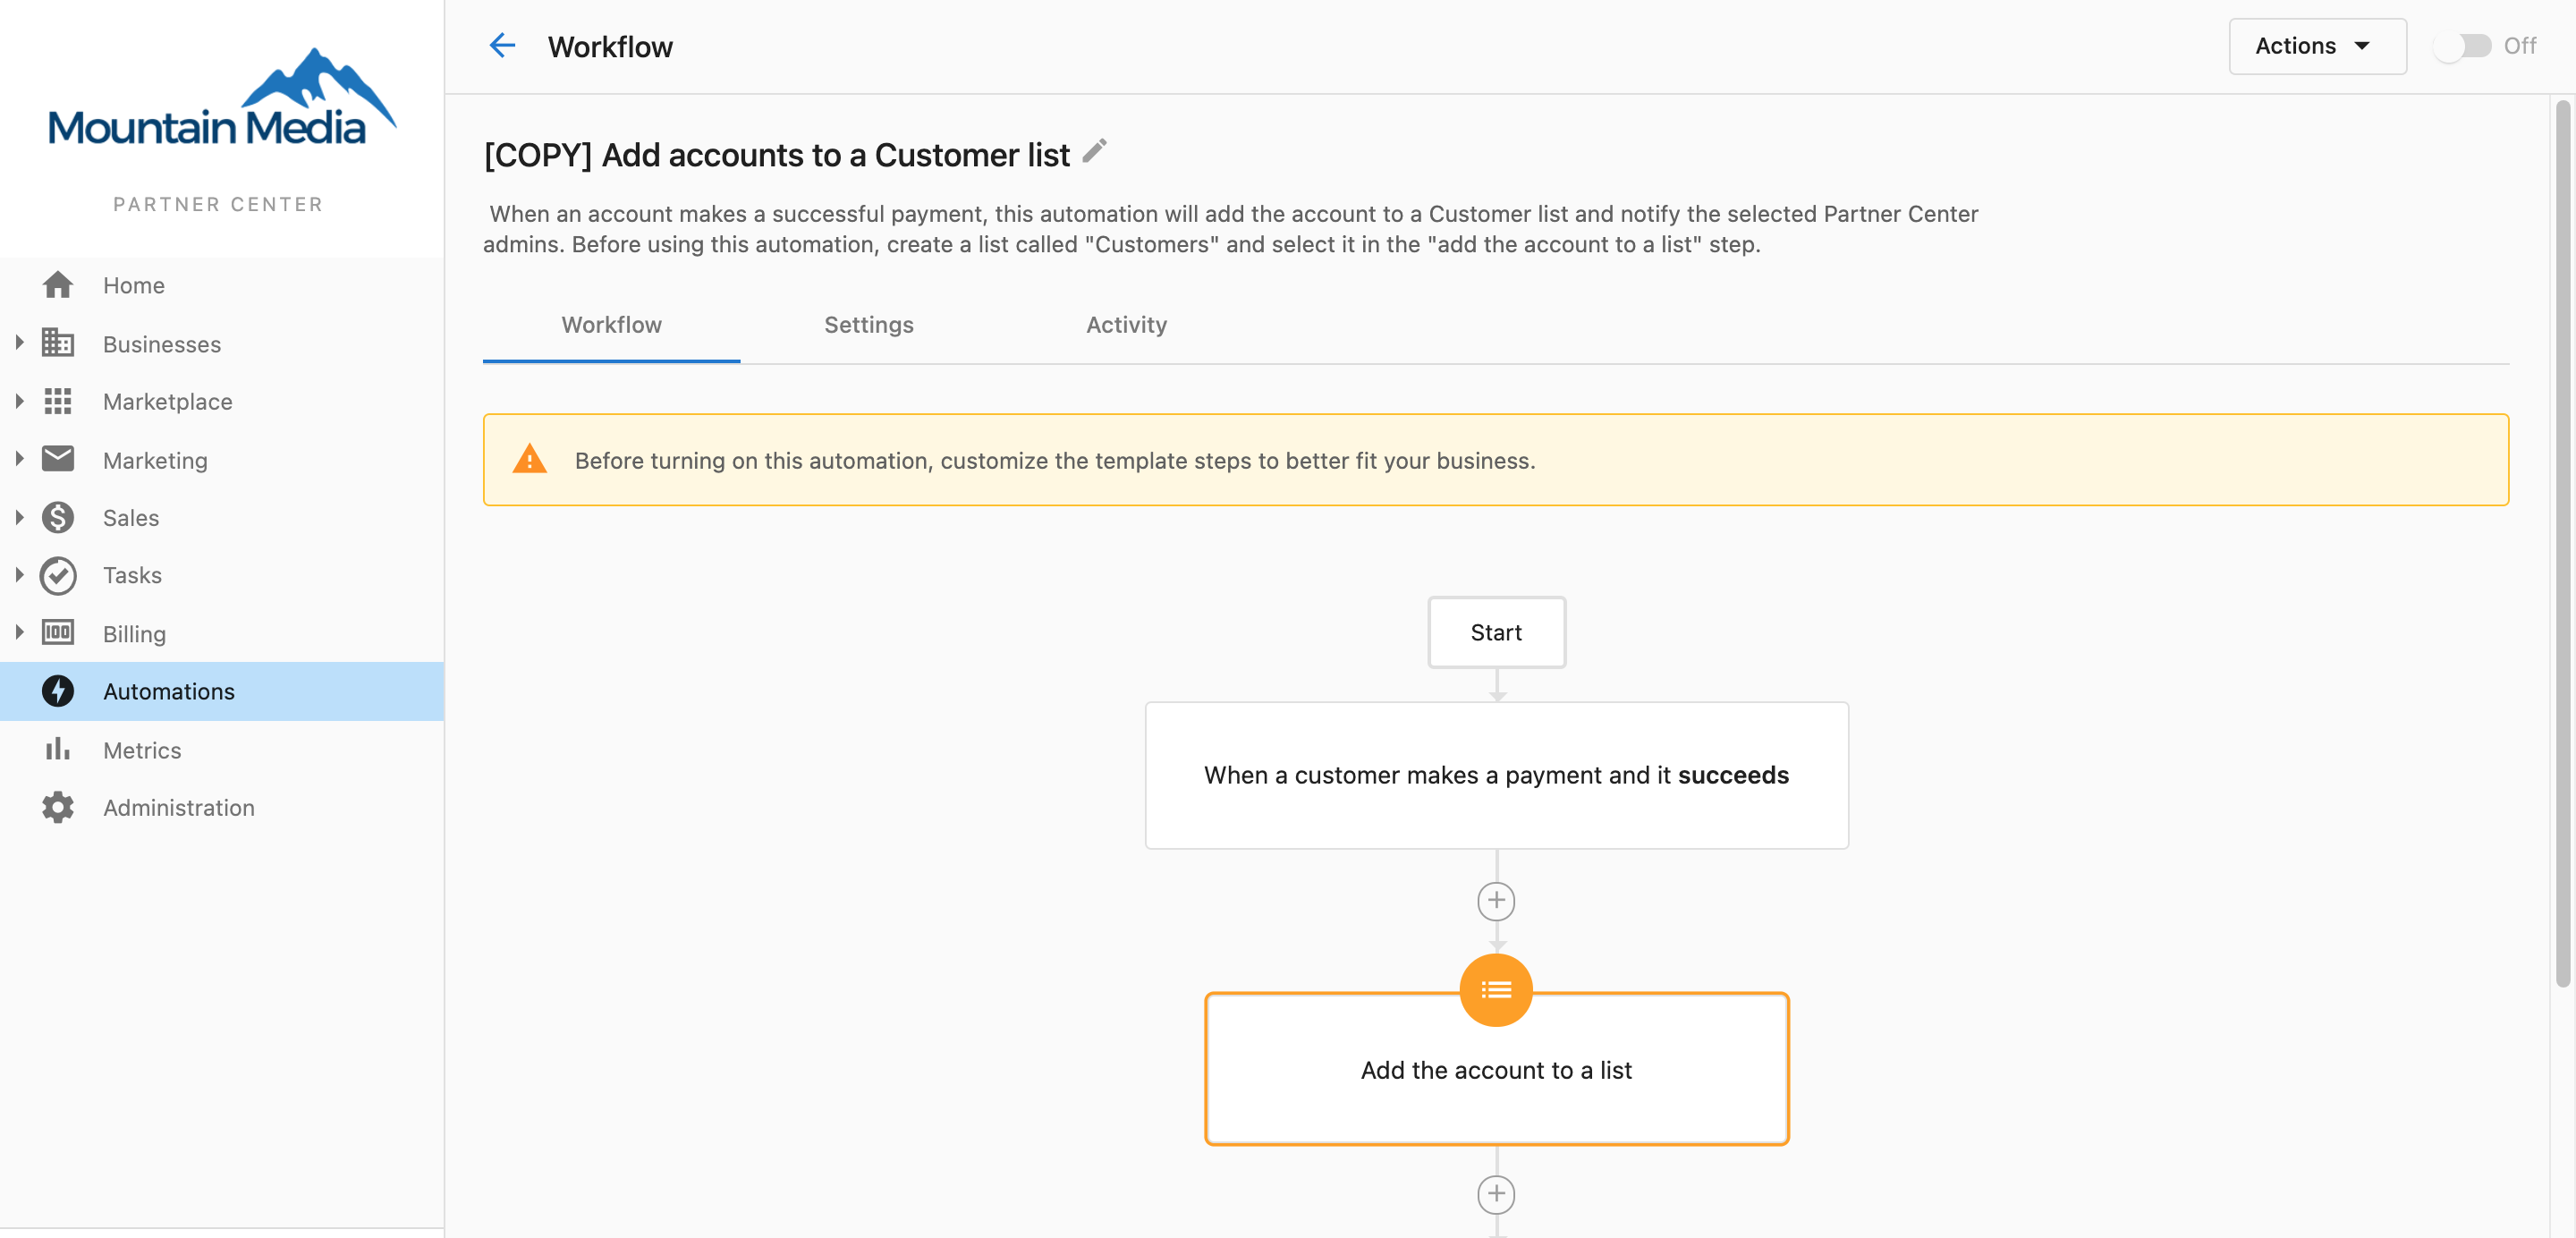 Mountain Media
PARTNER CENTER
Home
Businesses
Marketplace
Marketing
Sales
Tasks
Billing
Automations
Metrics
Administration
Workflow
Actions
Off
[COPY] Add accounts to a Customer list
When an account makes a successful payment, this automation will add the account to a Customer list and notify the selected Partner Center
admins. Before using this automation, create a list called "Customers" and select it in the "add the account to a list" step.
Workflow
Settings
Activity
Before turning on this automation, customize the template steps to better fit your business.
Start
When a customer makes a payment and it succeeds
Add the account to a list